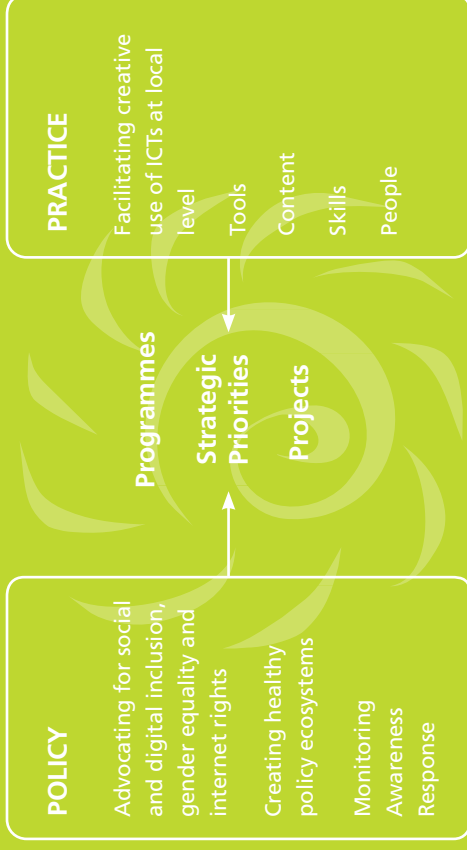 POLICY
Advocating for social
and digital inclusion,
gender equality and
internet rights
Creating healthy
policy ecosystems
Monitoring
Awareness
Response
Programmes
Strategic
Priorities
Projects
PRACTICE
Facilitating creative
use of ICTs at local
level
Tools
Content
Skills
People